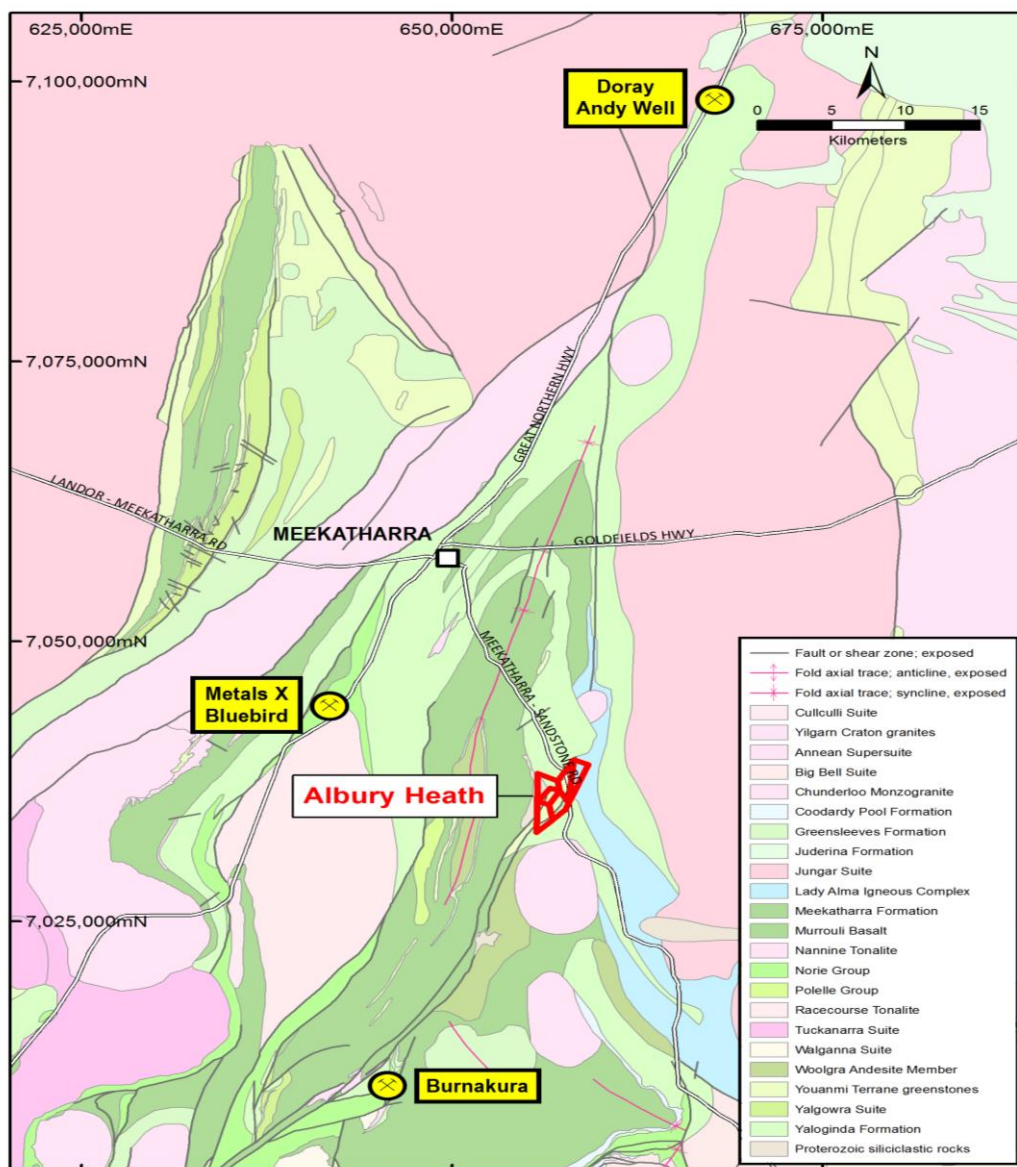 625,000mE
650,000mE
675,000mE
7,100,000mN
Doray
Andy Well
N
0 5 10 15
Kilometers
7,075,000mN
GREAT NORTHERN HWY
LANDOR - MEEKATHARRA RD
MEEKATHARRA
GOLDFIELDS HWY
7,050,000mN
MEEKATHARRA - SANDSTONE RD
Metals X
Bluebird
Albury Heath
7,025,000mN
Burnakura
Fault or shear zone; exposed
Fold axial trace; anticline, exposed
Fold axial trace; syncline, exposed
Cullculli Suite
Yilgarn Craton granites
Annean Supersuite
Big Bell Suite
Chunderloo Monzogranite
Coodardy Pool Formation
Greensleeves Formation
Juderina Formation
Jungar Suite
Lady Alma Igneous Complex
Meekatharra Formation
Murrouli Basalt
Nannine Tonalite
Norie Group
Polelle Group
Racecourse Tonalite
Tuckanarra Suite
Walganna Suite
Woolgra Andesite Member
Youanmi Terrane greenstones
Yalgowra Suite
Yaloginda Formation
Proterozoic siliciclastic rocks